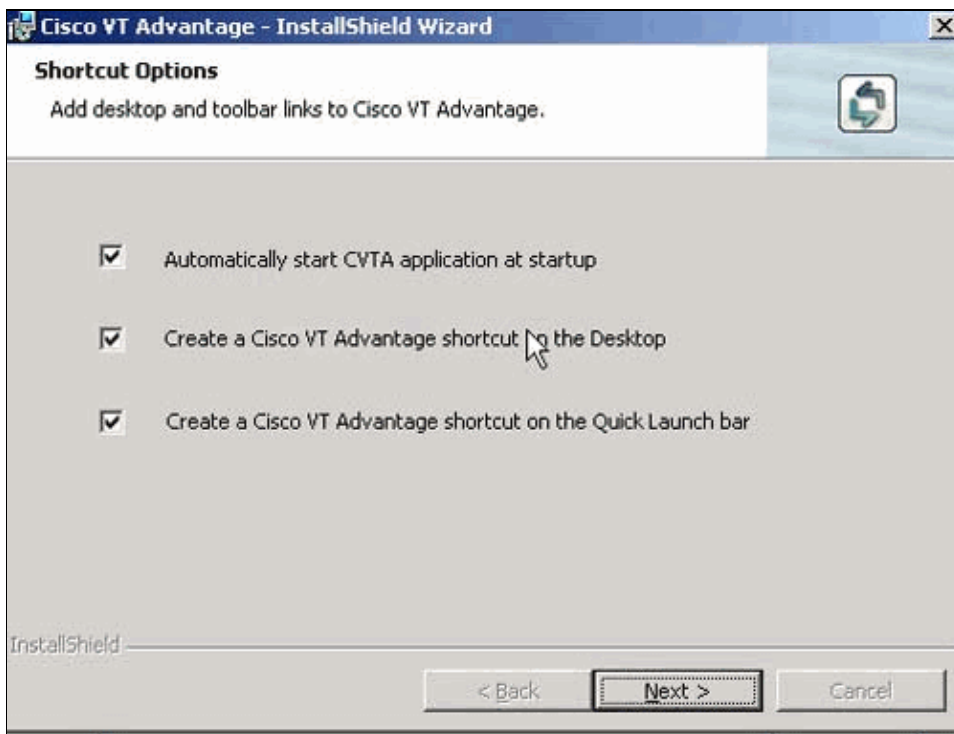 Cisco VT Advantage - InstallShield Wizard
Shortcut Options
Add desktop and toolbar links to Cisco VT Advantage.
Automatically start CVTA application at startup
Create a Cisco VT Advantage shortcut on the Desktop
Create a Cisco VT Advantage shortcut on the Quick Launch bar
InstallShield
< Back
Next >
Cancel